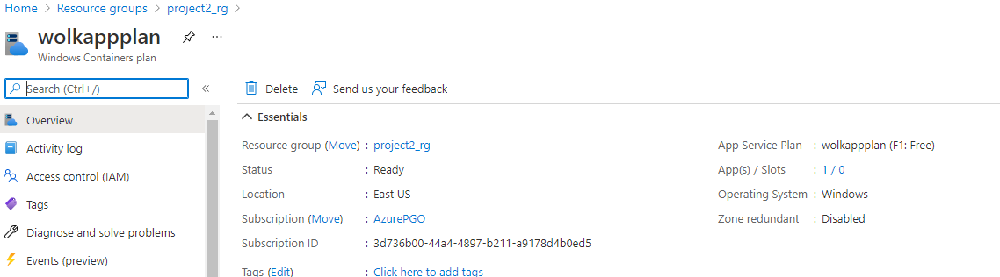 Home > Resource groups > project2_rg >
wolkappplan
Windows Containers plan
Search (Ctrl+/)
Overview
Activity log
Access control (IAM)
Tags
Diagnose and solve problems
Events (preview)
Delete Send us your feedback
Essentials
Resource group (Move) : project2_rg
Status : Ready
Location : East US
Subscription (Move) : AzurePGO
Subscription ID : 3d736b00-44a4-4897-b211-a9178d4b0ed5
Tags (Edit) : Click here to add tags
App Service Plan : wolkappplan (F1: Free)
App(s) / Slots : 1 / 0
Operating System : Windows
Zone redundant : Disabled